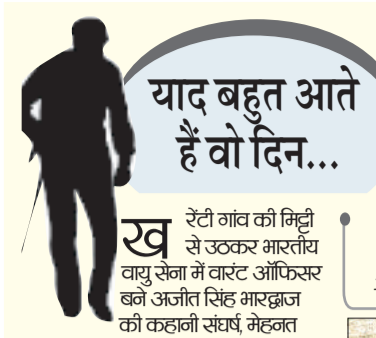 याद बहुत आते
हैं वो दिन...
खरेंटी गांव की मिट्टी
से उठकर भारतीय
वायु सेना में वारंट ऑफिसर
बने अजीत सिंह भारद्वाज
की कहानी संघर्ष, मेहनत